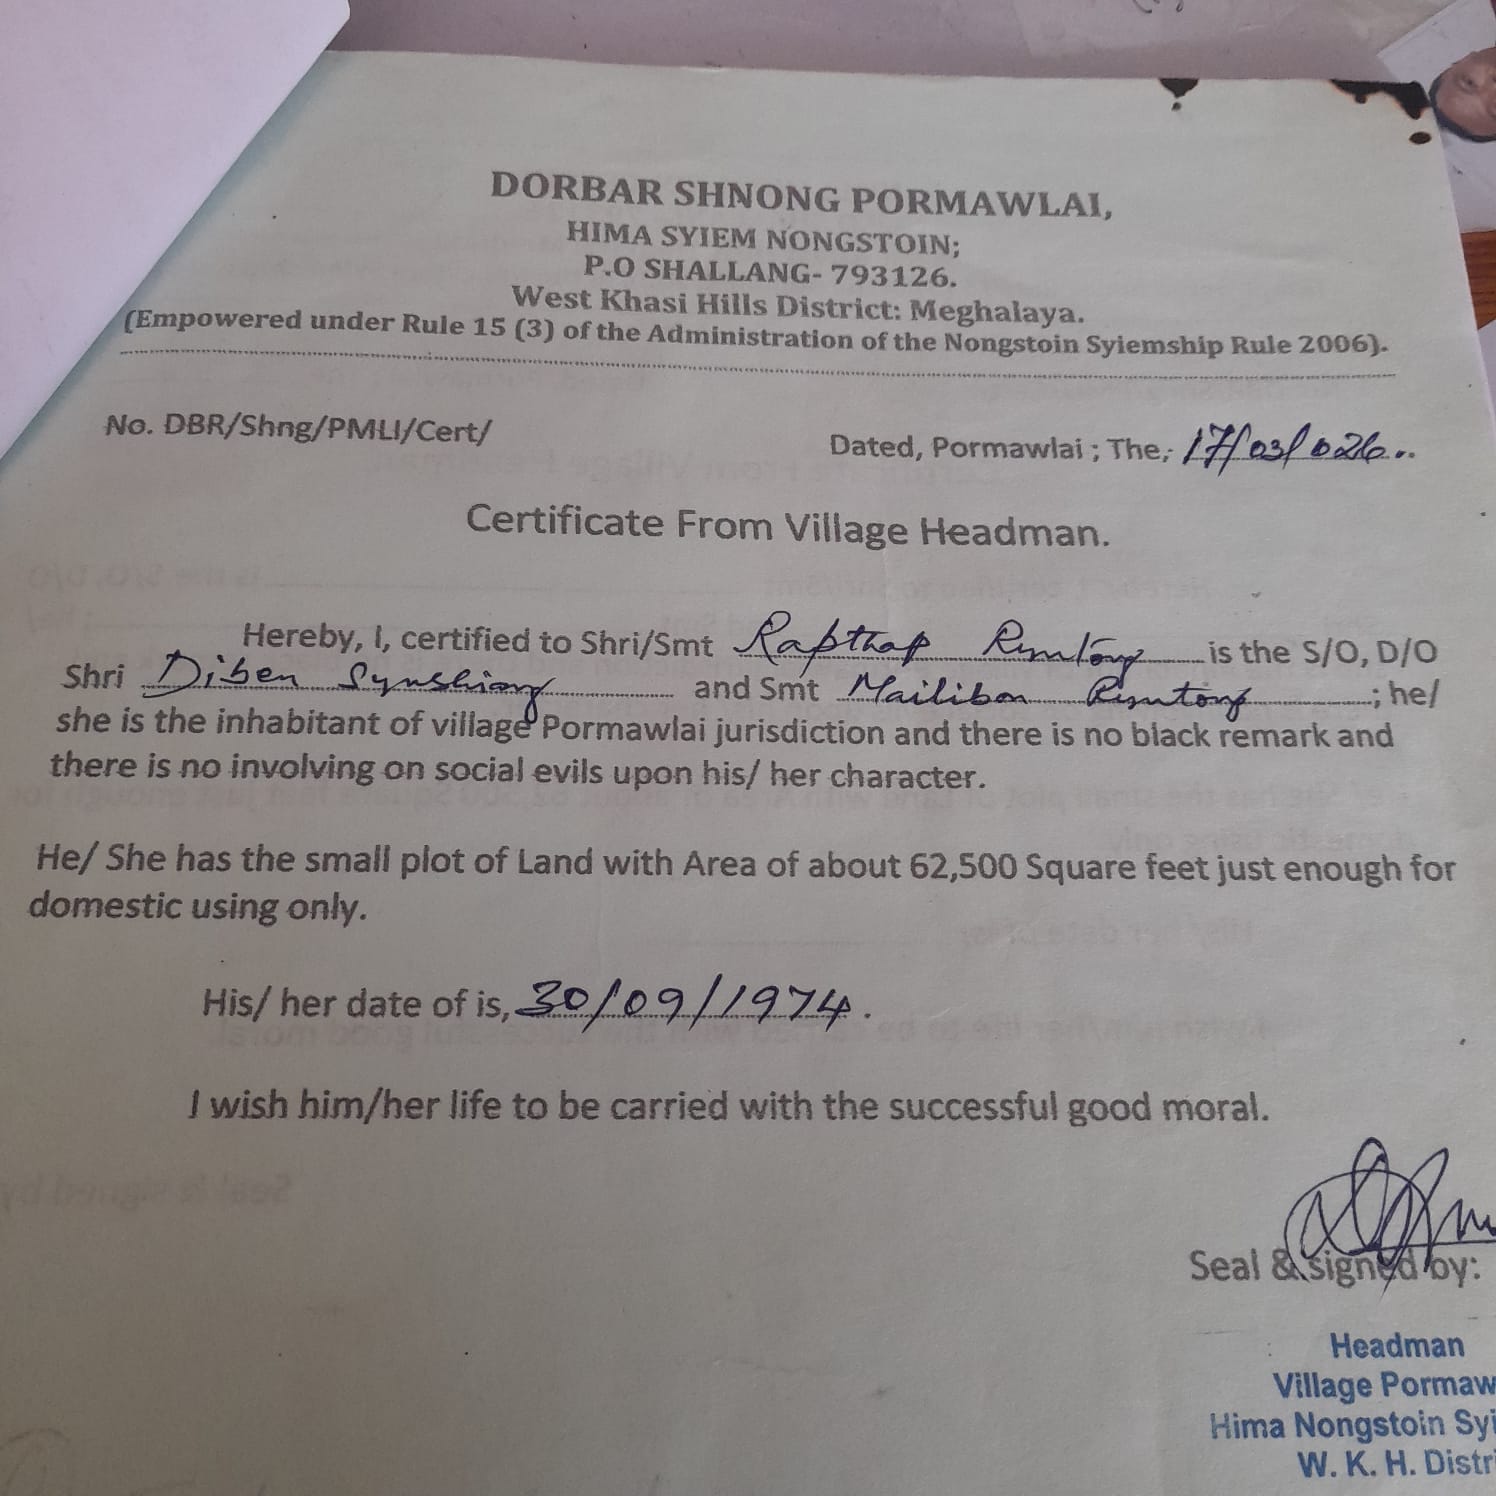 DORBAR SHNONG PORMAWLAI,
HIMA SYIEM NONGSTOIN;
P.O SHALLANG- 793126.
West Khasi Hills District: Meghalaya.
(Empowered under Rule 15 (3) of the Administration of the Nongstoin Syiemship Rule 2006).
No. DBR/Shng/PMLI/Cert/
Dated, Pormawlai ; The, 17/03/026..
Certificate From Village Headman.
Hereby, I, certified to Shri/Smt Rapthap Rymtong is the S/O, D/O
Shri Diben Synshiang and Smt Mailibon Rymtong ; he/
she is the inhabitant of village Pormawlai jurisdiction and there is no black remark and
there is no involving on social evils upon his/ her character.
He/ She has the small plot of Land with Area of about 62,500 Square feet just enough for
domestic using only.
His/ her date of is, 30/09/1974.
I wish him/her life to be carried with the successful good moral.
Seal & signed by:
Headman
Village Pormaw
Hima Nongstoin Syi
W. K. H. Distri